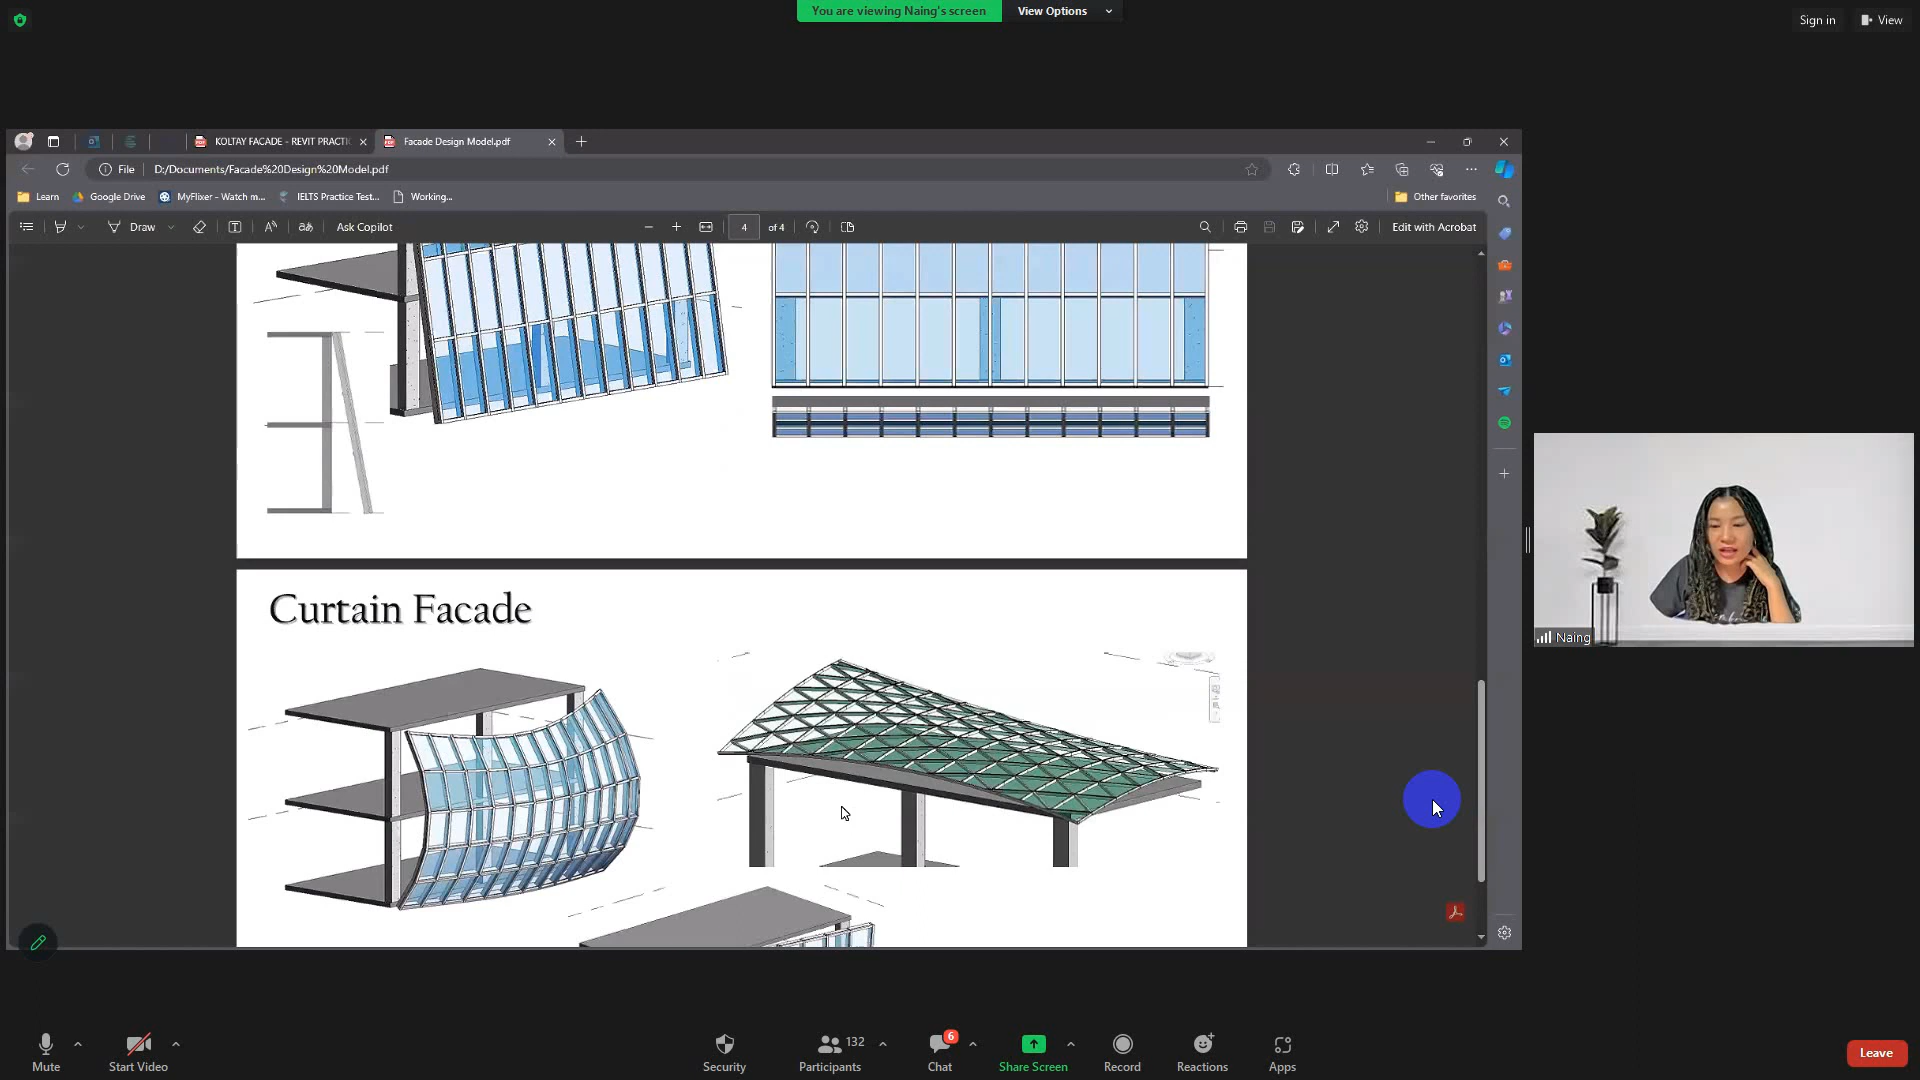 You are viewing Naing's screen
View Options
Sign in
View
KOLTAY FACADE - REVIT PRACTI
Facade Design Model.pdf
File
D:/Documents/Facade%20Design%20Model.pdf
Learn
Google Drive
MyFlixer - Watch m...
IELTS Practice Test...
Working...
Other favorites
Draw
Ask Copilot
4
of 4
Edit with Acrobat
Curtain Facade
Naing
Mute
Start Video
Security
132
Participants
6
Chat
Share Screen
Record
Reactions
Apps
Leave